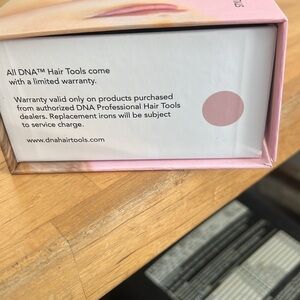 All DNA™ Hair Tools come
with a limited warranty.
Warranty valid only on products purchased
from authorized DNA Professional Hair Tools
dealers. Replacement irons will be subject
to service charge.
www.dnahairtools.com